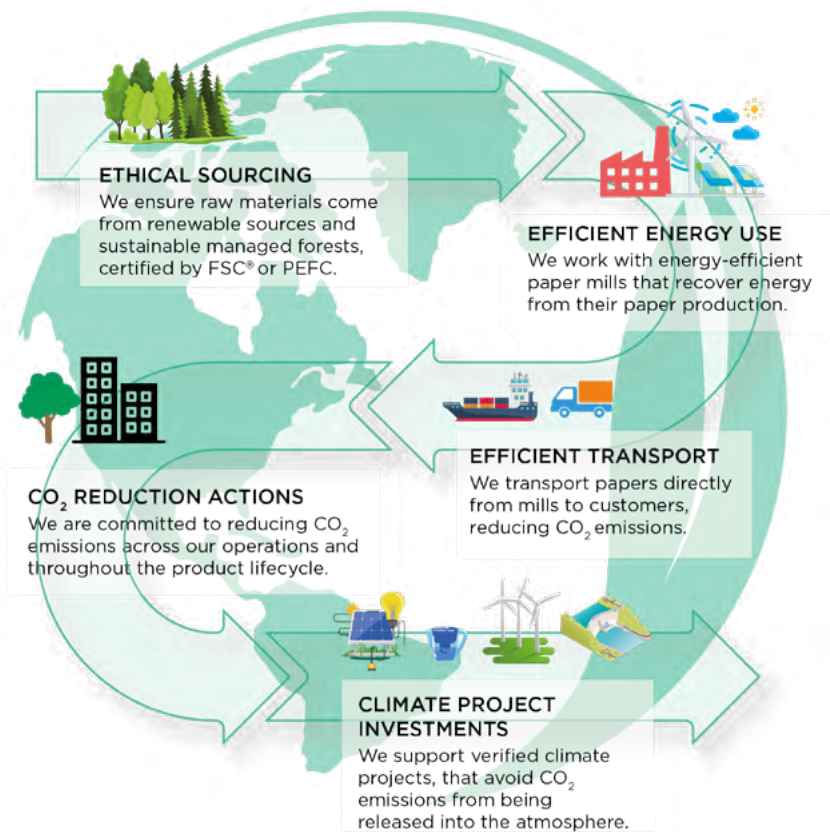 ETHICAL SOURCING
We ensure raw materials come
from renewable sources and
sustainable managed forests,
certified by FSC® or PEFC.
EFFICIENT ENERGY USE
We work with energy-efficient
paper mills that recover energy
from their paper production.
EFFICIENT TRANSPORT
We transport papers directly
from mills to customers,
reducing CO₂ emissions.
CO₂ REDUCTION ACTIONS
We are committed to reducing CO₂
emissions across our operations and
throughout the product lifecycle.
CLIMATE PROJECT
INVESTMENTS
We support verified climate
projects, that avoid CO₂
emissions from being
released into the atmosphere.